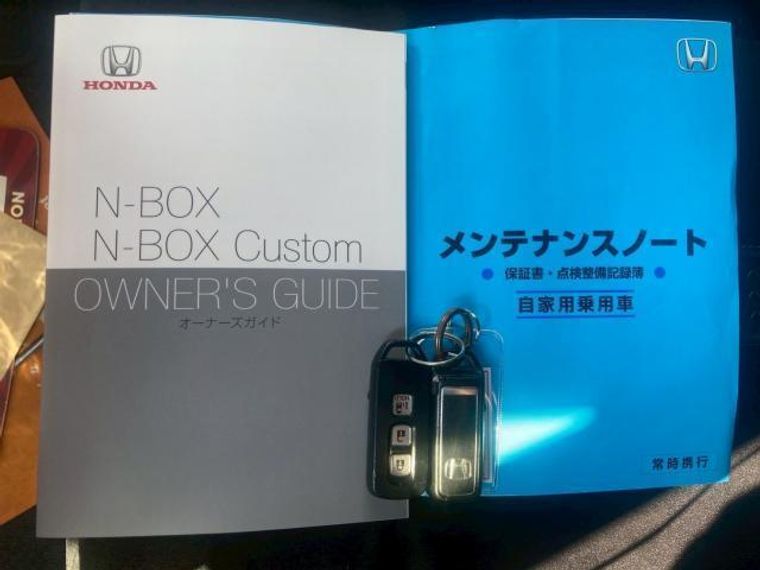 HONDA
N-BOX
N-BOX Custom
OWNER'S GUIDE
オーナーズガイド
メンテナンスノート
保証書・点検整備記録簿
自家用乗用車
常時携行